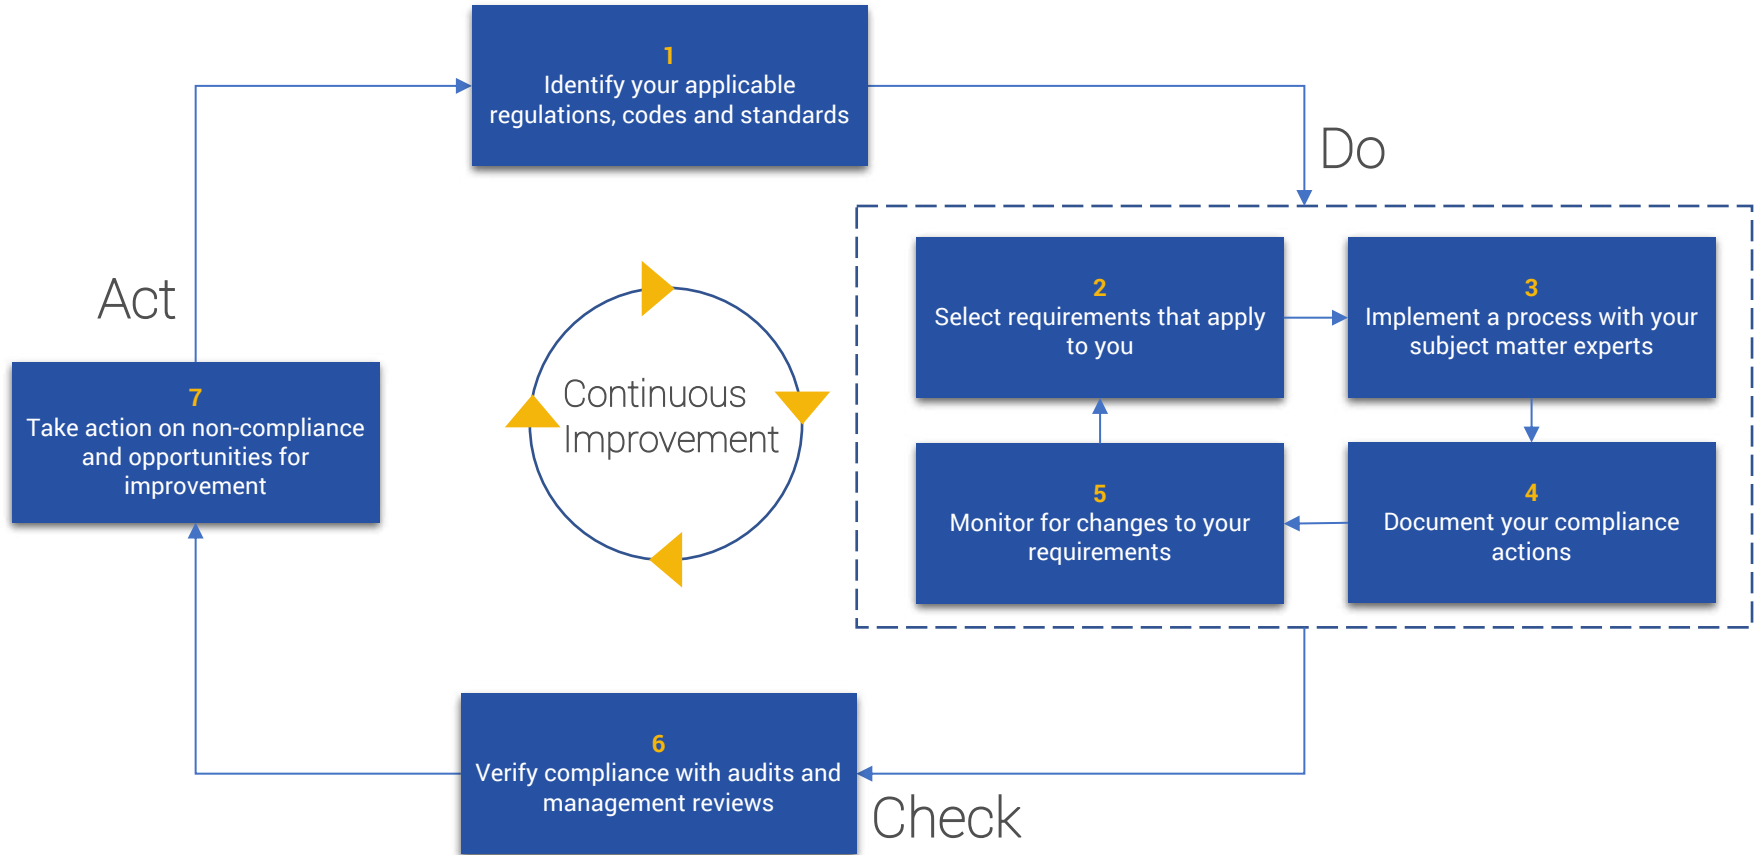 1
Identify your applicable
regulations, codes and standards
Do
2
Select requirements that apply
to you
3
Implement a process with your
subject matter experts
4
Document your compliance
actions
5
Monitor for changes to your
requirements
Check
6
Verify compliance with audits and
management reviews
Act
7
Take action on non-compliance
and opportunities for
improvement
Continuous
Improvement